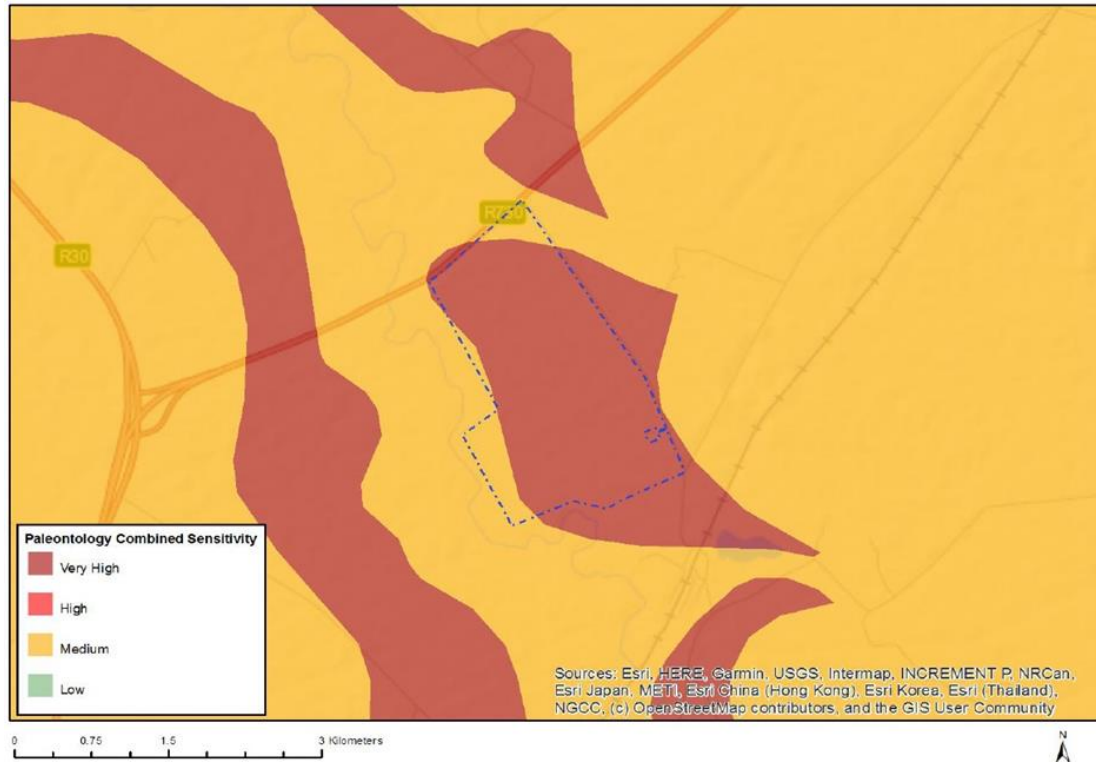 R730
R30
Paleontology Combined Sensitivity
Very High
High
Medium
Low
Sources: Esri, HERE, Garmin, USGS, Intermap, INCREMENT P, NRCan,
Esri Japan, METI, Esri China (Hong Kong), Esri Korea, Esri (Thailand),
NGCC, (c) OpenStreetMap contributors, and the GIS User Community
0 0.75 1.5 3 Kilometers
N